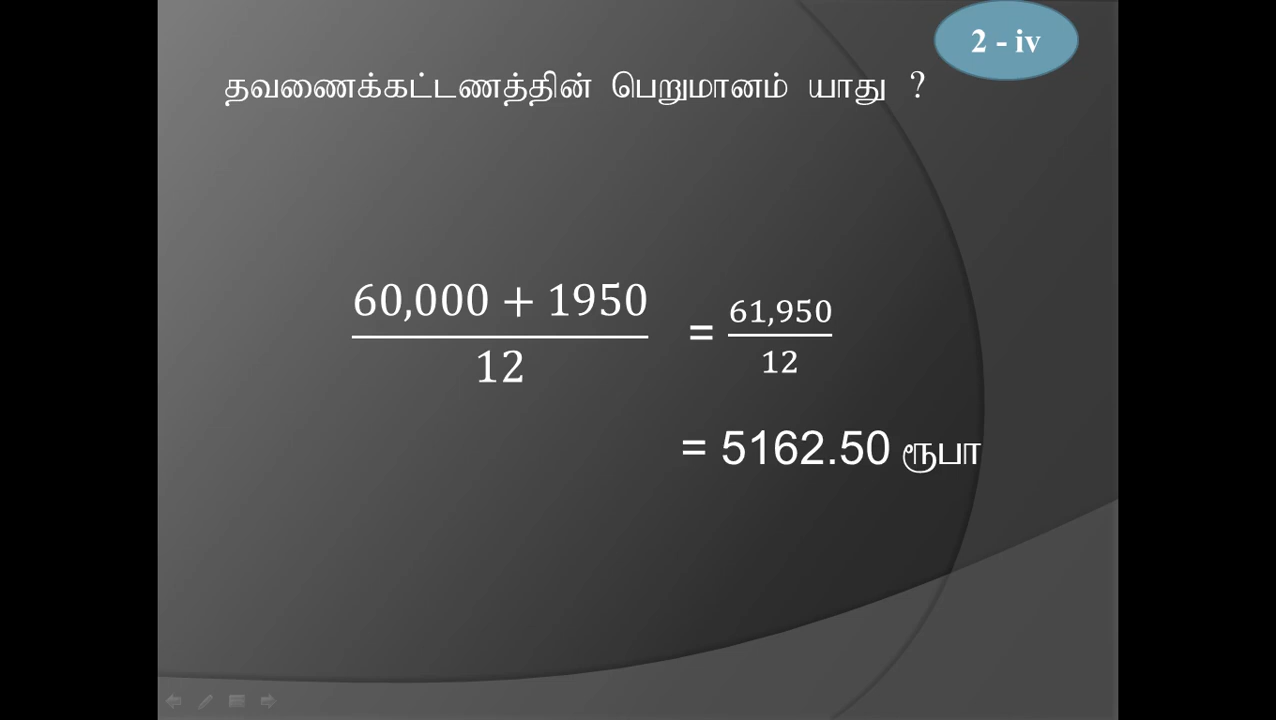 2 - iv
தவணைக்கட்டணத்தின் பெறுமானம் யாது ?
60,000 + 1950 / 12 = 61,950 / 12
= 5162.50 ரூபா